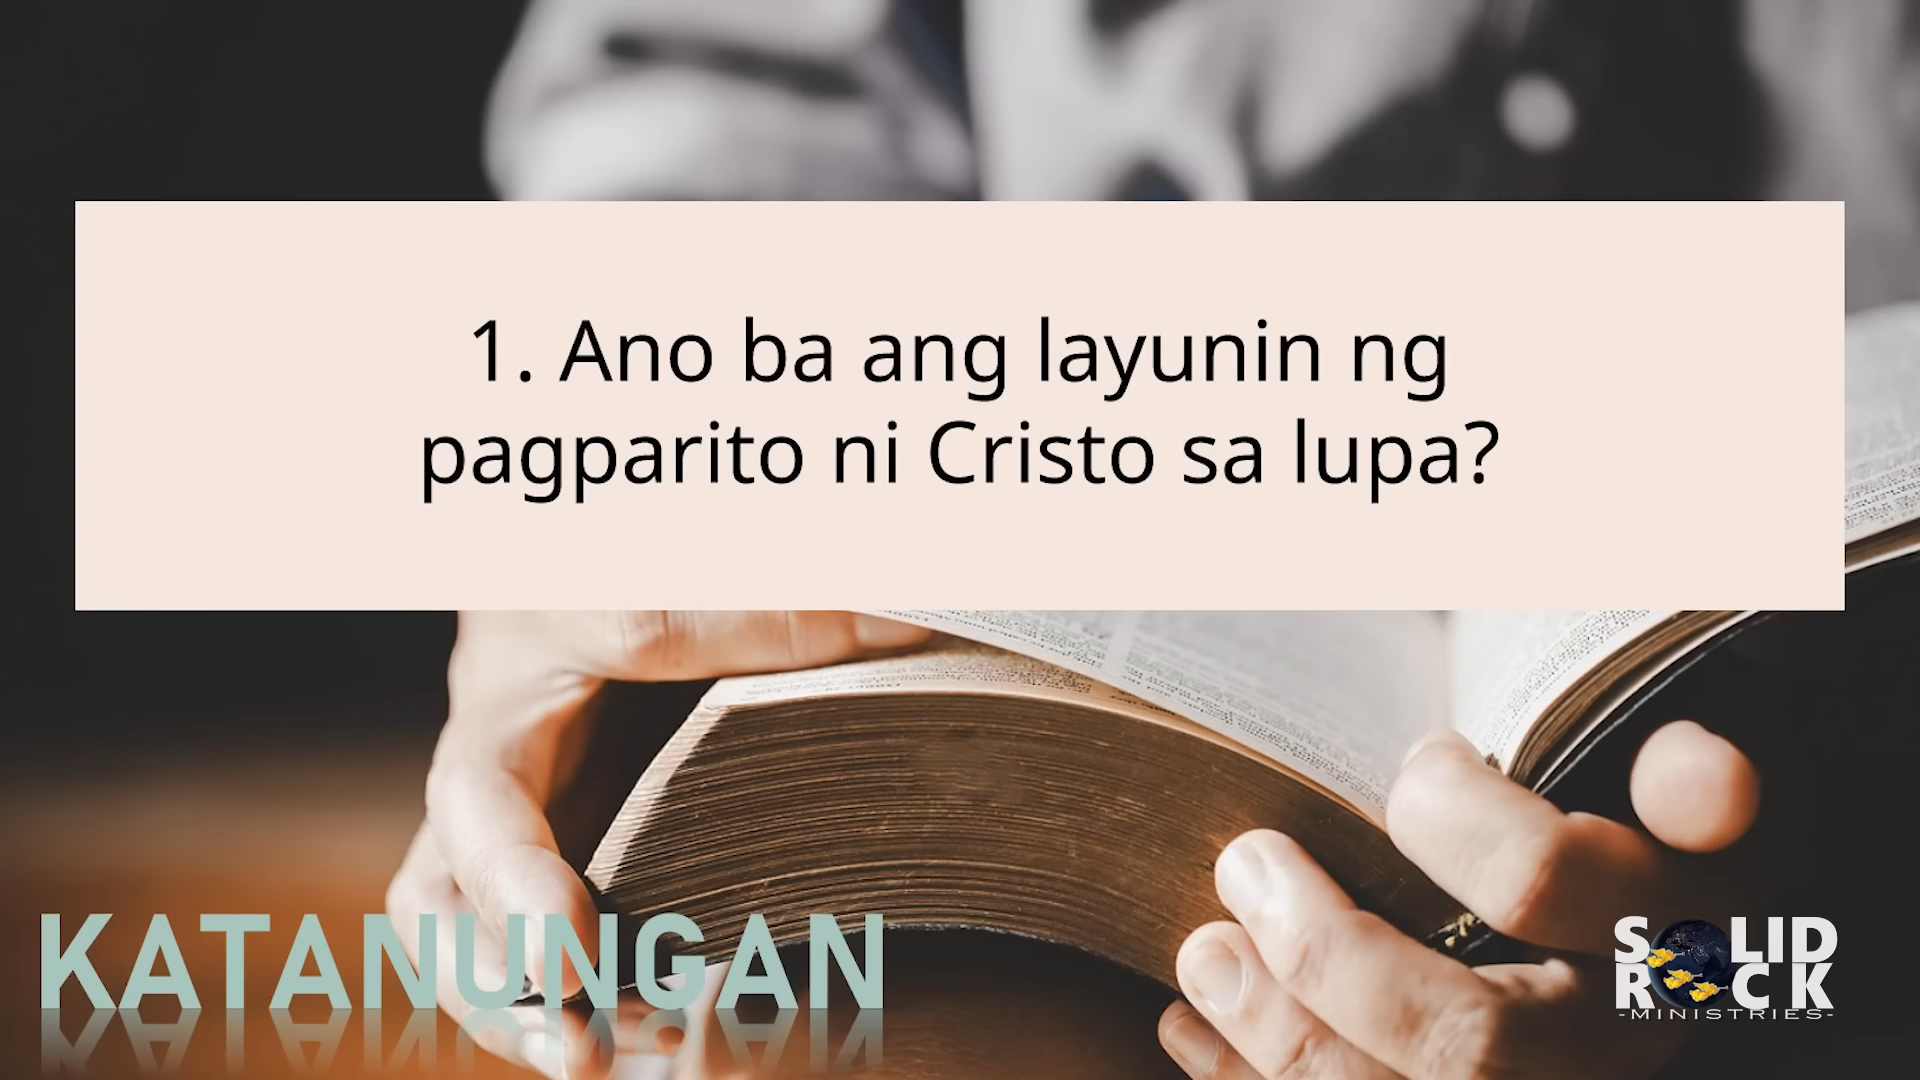 1. Ano ba ang layunin ng
pagparito ni Cristo sa lupa?
KATANUNGAN
SOLID
ROCK
-MINISTRIES-